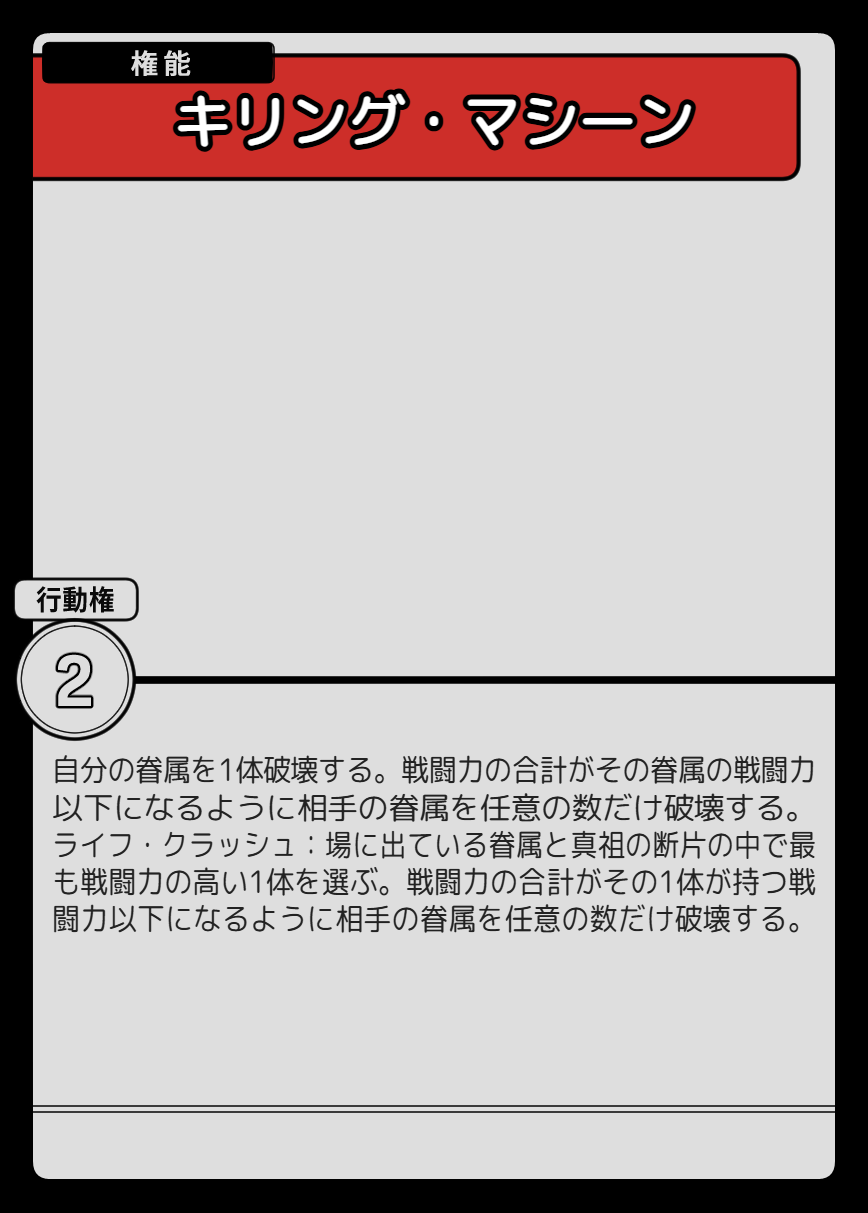 権能
キリング・マシーン
行動権
2
自分の眷属を1体破壊する。戦闘力の合計がその眷属の戦闘力
以下になるように相手の眷属を任意の数だけ破壊する。
ライフ・クラッシュ：場に出ている眷属と真祖の断片の中で最
も戦闘力の高い1体を選ぶ。戦闘力の合計がその1体が持つ戦
闘力以下になるように相手の眷属を任意の数だけ破壊する。